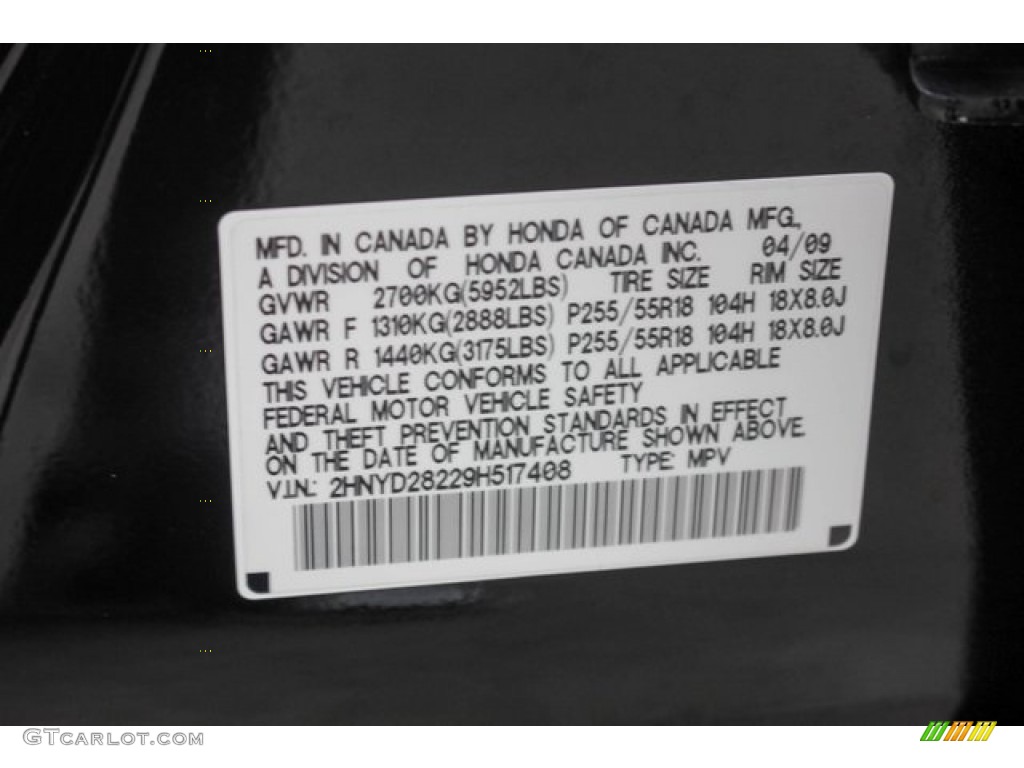 MFD. IN CANADA BY HONDA OF CANADA MFG.,
A DIVISION OF HONDA CANADA INC. 04/09
GVWR 2700KG(5952LBS) TIRE SIZE RIM SIZE
GAWR F 1310KG(2888LBS) P255/55R18 104H 18X8.0J
GAWR R 1440KG(3175LBS) P255/55R18 104H 18X8.0J
THIS VEHICLE CONFORMS TO ALL APPLICABLE
FEDERAL MOTOR VEHICLE SAFETY
AND THEFT PREVENTION STANDARDS IN EFFECT
ON THE DATE OF MANUFACTURE SHOWN ABOVE.
V.I.N.: 2HNYD28229H517408 TYPE: MPV
GTCARLOT.COM